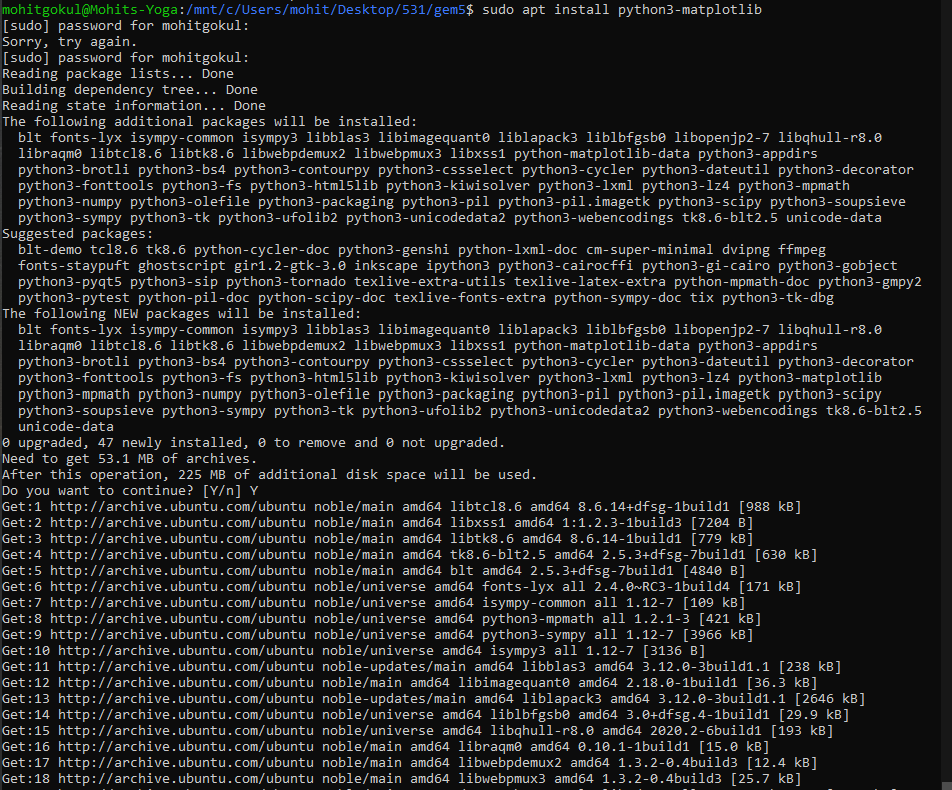 mohitgokul@Mohits-Yoga:/mnt/c/Users/mohit/Desktop/531/gem5$ sudo apt install python3-matplotlib
[sudo] password for mohitgokul:
Sorry, try again.
[sudo] password for mohitgokul:
Reading package lists... Done
Building dependency tree... Done
Reading state information... Done
The following additional packages will be installed:
  blt fonts-lyx isympy-common isympy3 libblas3 libimagequant0 liblapack3 liblbfgsb0 libopenjp2-7 libqhull-r8.0
  libraqm0 libtcl8.6 libtk8.6 libwebpdemux2 libwebpmux3 libxss1 python-matplotlib-data python3-appdirs
  python3-brotli python3-bs4 python3-contourpy python3-cssselect python3-cycler python3-dateutil python3-decorator
  python3-fonttools python3-fs python3-html5lib python3-kiwisolver python3-lxml python3-lz4 python3-mpmath
  python3-numpy python3-olefile python3-packaging python3-pil python3-pil.imagetk python3-scipy python3-soupsieve
  python3-sympy python3-tk python3-ufolib2 python3-unicodedata2 python3-webencodings tk8.6-blt2.5 unicode-data
Suggested packages:
  blt-demo tcl8.6 tk8.6 python-cycler-doc python3-genshi python-lxml-doc cm-super-minimal dvipng ffmpeg
  fonts-staypuft ghostscript gir1.2-gtk-3.0 inkscape ipython3 python3-cairocffi python3-gi-cairo python3-gobject
  python3-pyqt5 python3-sip python3-tornado texlive-extra-utils texlive-latex-extra python-mpmath-doc python3-gmpy2
  python3-pytest python-pil-doc python-scipy-doc texlive-fonts-extra python-sympy-doc tix python3-tk-dbg
The following NEW packages will be installed:
  blt fonts-lyx isympy-common isympy3 libblas3 libimagequant0 liblapack3 liblbfgsb0 libopenjp2-7 libqhull-r8.0
  libraqm0 libtcl8.6 libtk8.6 libwebpdemux2 libwebpmux3 libxss1 python-matplotlib-data python3-appdirs
  python3-brotli python3-bs4 python3-contourpy python3-cssselect python3-cycler python3-dateutil python3-decorator
  python3-fonttools python3-fs python3-html5lib python3-kiwisolver python3-lxml python3-lz4 python3-matplotlib
  python3-mpmath python3-numpy python3-olefile python3-packaging python3-pil python3-pil.imagetk python3-scipy
  python3-soupsieve python3-sympy python3-tk python3-ufolib2 python3-unicodedata2 python3-webencodings tk8.6-blt2.5
  unicode-data
0 upgraded, 47 newly installed, 0 to remove and 0 not upgraded.
Need to get 53.1 MB of archives.
After this operation, 225 MB of additional disk space will be used.
Do you want to continue? [Y/n] Y
Get:1 http://archive.ubuntu.com/ubuntu noble/main amd64 libtcl8.6 amd64 8.6.14+dfsg-1build1 [988 kB]
Get:2 http://archive.ubuntu.com/ubuntu noble/main amd64 libxss1 amd64 1:1.2.3-1build3 [7204 B]
Get:3 http://archive.ubuntu.com/ubuntu noble/main amd64 libtk8.6 amd64 8.6.14-1build1 [779 kB]
Get:4 http://archive.ubuntu.com/ubuntu noble/main amd64 tk8.6-blt2.5 amd64 2.5.3+dfsg-7build1 [630 kB]
Get:5 http://archive.ubuntu.com/ubuntu noble/main amd64 blt amd64 2.5.3+dfsg-7build1 [4840 B]
Get:6 http://archive.ubuntu.com/ubuntu noble/universe amd64 fonts-lyx all 2.4.0~RC3-1build4 [171 kB]
Get:7 http://archive.ubuntu.com/ubuntu noble/universe amd64 isympy-common all 1.12-7 [109 kB]
Get:8 http://archive.ubuntu.com/ubuntu noble/universe amd64 python3-mpmath all 1.2.1-3 [421 kB]
Get:9 http://archive.ubuntu.com/ubuntu noble/universe amd64 python3-sympy all 1.12-7 [3966 kB]
Get:10 http://archive.ubuntu.com/ubuntu noble/universe amd64 isympy3 all 1.12-7 [3136 B]
Get:11 http://archive.ubuntu.com/ubuntu noble-updates/main amd64 libblas3 amd64 3.12.0-3build1.1 [238 kB]
Get:12 http://archive.ubuntu.com/ubuntu noble/main amd64 libimagequant0 amd64 2.18.0-1build1 [36.3 kB]
Get:13 http://archive.ubuntu.com/ubuntu noble-updates/main amd64 liblapack3 amd64 3.12.0-3build1.1 [2646 kB]
Get:14 http://archive.ubuntu.com/ubuntu noble/universe amd64 liblbfgsb0 amd64 3.0+dfsg.4-1build1 [29.9 kB]
Get:15 http://archive.ubuntu.com/ubuntu noble/universe amd64 libqhull-r8.0 amd64 2020.2-6build1 [193 kB]
Get:16 http://archive.ubuntu.com/ubuntu noble/main amd64 libraqm0 amd64 0.10.1-1build1 [15.0 kB]
Get:17 http://archive.ubuntu.com/ubuntu noble/main amd64 libwebpdemux2 amd64 1.3.2-0.4build3 [12.4 kB]
Get:18 http://archive.ubuntu.com/ubuntu noble/main amd64 libwebpmux3 amd64 1.3.2-0.4build3 [25.7 kB]